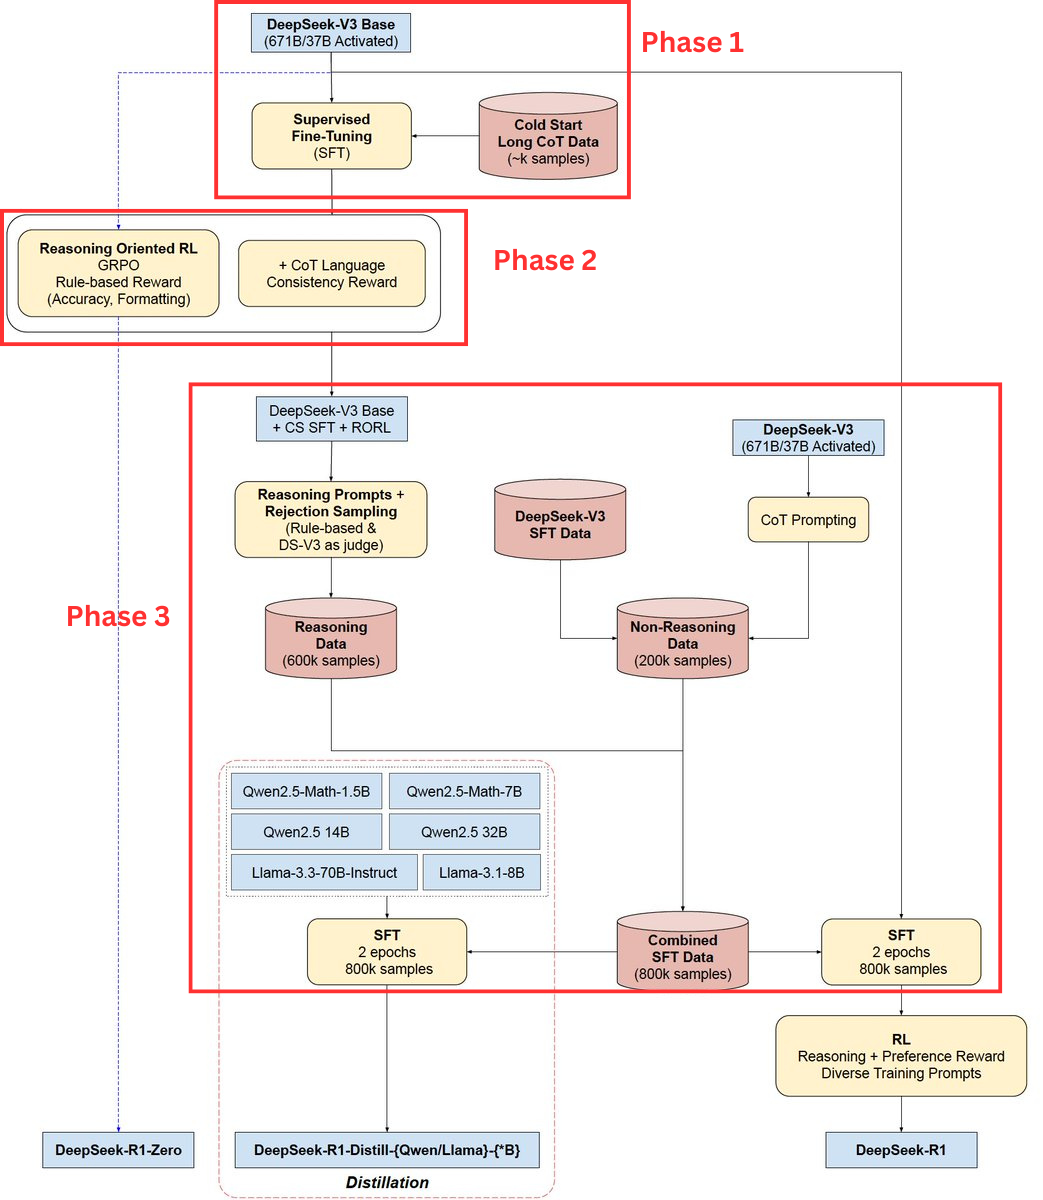 DeepSeek-V3 Base
(671B/37B Activated)
Phase 1
Supervised
Fine-Tuning
(SFT)
Cold Start
Long CoT Data
(~k samples)
Reasoning Oriented RL
GRPO
Rule-based Reward
(Accuracy, Formatting)
+ CoT Language
Consistency Reward
Phase 2
DeepSeek-V3 Base
+ CS SFT + RORL
DeepSeek-V3
(671B/37B Activated)
Reasoning Prompts +
Rejection Sampling
(Rule-based &
DS-V3 as judge)
DeepSeek-V3
SFT Data
CoT Prompting
Phase 3
Reasoning
Data
(600k samples)
Non-Reasoning
Data
(200k samples)
Qwen2.5-Math-1.5B
Qwen2.5-Math-7B
Qwen2.5 14B
Qwen2.5 32B
Llama-3.3-70B-Instruct
Llama-3.1-8B
SFT
2 epochs
800k samples
Combined
SFT Data
(800k samples)
SFT
2 epochs
800k samples
RL
Reasoning + Preference Reward
Diverse Training Prompts
DeepSeek-R1-Zero
DeepSeek-R1-Distill-{Qwen/Llama}-{*B}
DeepSeek-R1
Distillation